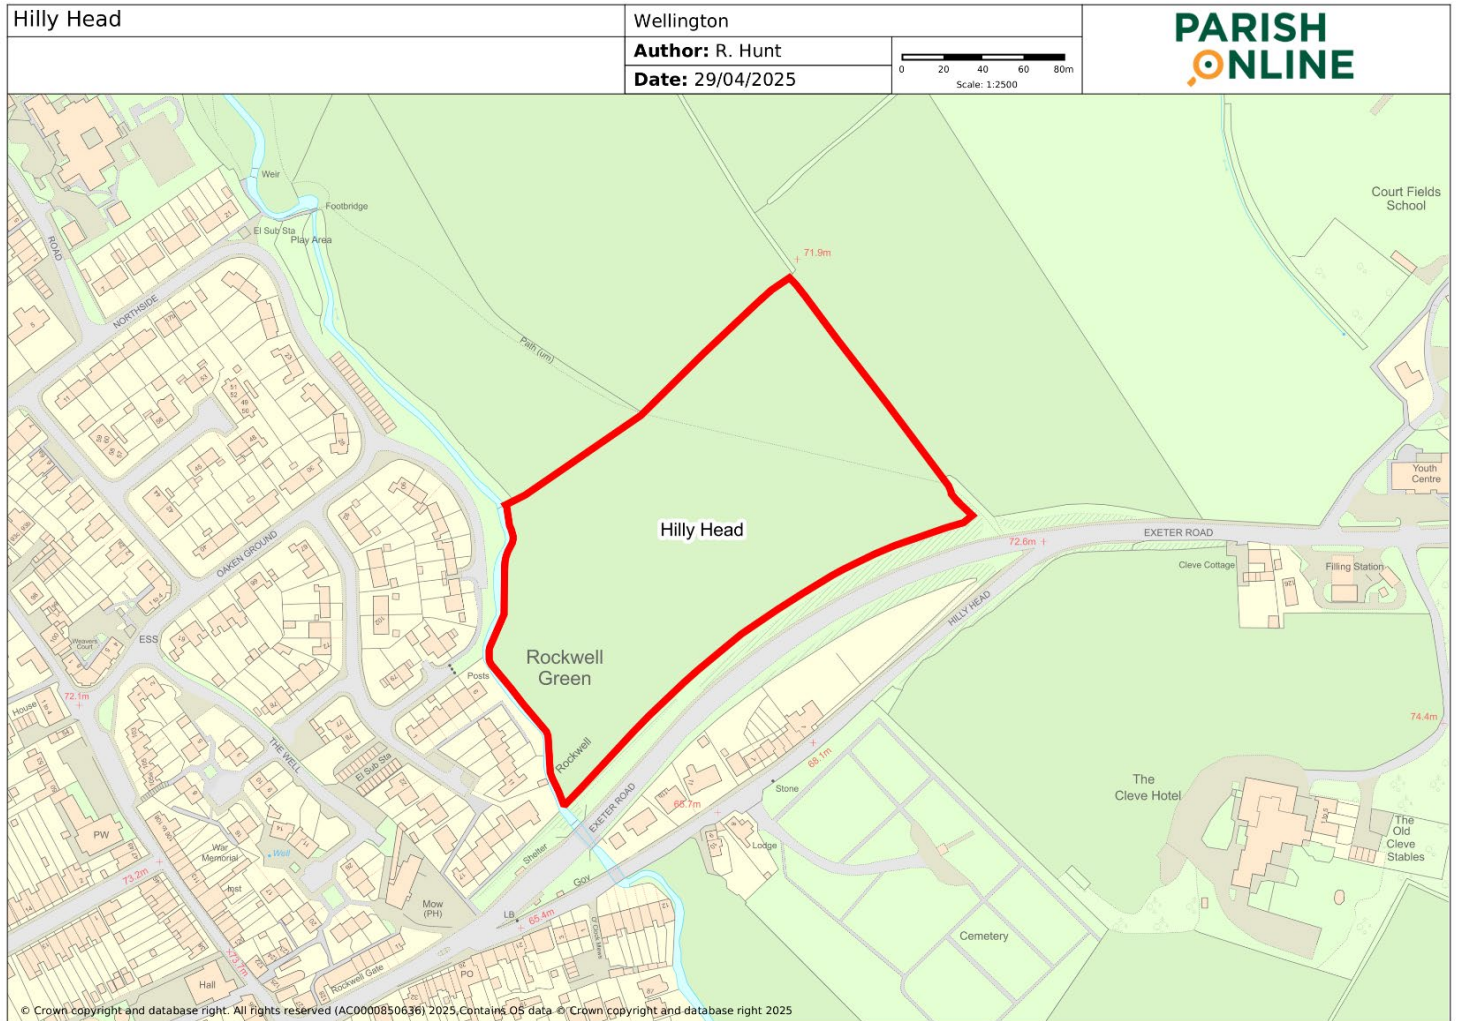 Hilly Head
Wellington
Author: R. Hunt
Date: 29/04/2025
0 20 40 60 80m
Scale: 1:2500
PARISH
ONLINE
Weir
Footbridge
El Sub Sta
Play Area
ROAD
NORTHSIDE
71.9m
Court Fields
School
Path (um)
OAKEN GROUND
ESS
Weavers
Court
72.1m
House
Posts
Hilly Head
Rockwell
Green
72.6m
EXETER ROAD
Cleve Cottage
Filling Station
Youth
Centre
HILLY HEAD
THE WELL
El Sub Sta
Rockwell
EXETER ROAD
68.1m
65.7m
Stone
Lodge
74.4m
The
Cleve Hotel
The
Old
Cleve
Stables
PW
War
Memorial
Well
73.2m
Inst
Mow
(PH)
Shelter
Goy
LB
65.4m
Cemetery
73.7m
Rockwell Gate
Hall
PO
© Crown copyright and database right. All rights reserved (AC0000850636) 2025,Contains OS data © Crown copyright and database right 2025